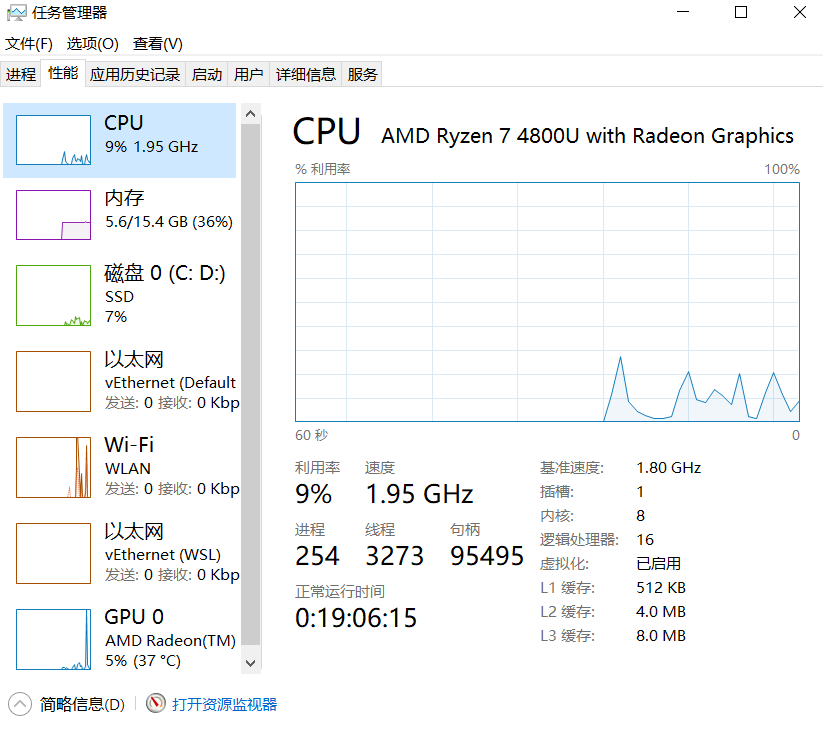 任务管理器
文件(F) 选项(O) 查看(V)
进程 性能 应用历史记录 启动 用户 详细信息 服务
CPU
9% 1.95 GHz
内存
5.6/15.4 GB (36%)
磁盘 0 (C: D:)
SSD
7%
以太网
vEthernet (Default
发送: 0 接收: 0 Kbp
Wi-Fi
WLAN
发送: 0 接收: 0 Kbp
以太网
vEthernet (WSL)
发送: 0 接收: 0 Kbp
GPU 0
AMD Radeon(TM)
5% (37 °C)
CPU AMD Ryzen 7 4800U with Radeon Graphics
% 利用率 100%
60 秒 0
利用率 速度
9% 1.95 GHz
进程 线程 句柄
254 3273 95495
正常运行时间
0:19:06:15
基准速度: 1.80 GHz
插槽: 1
内核: 8
逻辑处理器: 16
虚拟化: 已启用
L1 缓存: 512 KB
L2 缓存: 4.0 MB
L3 缓存: 8.0 MB
简略信息(D) 打开资源监视器